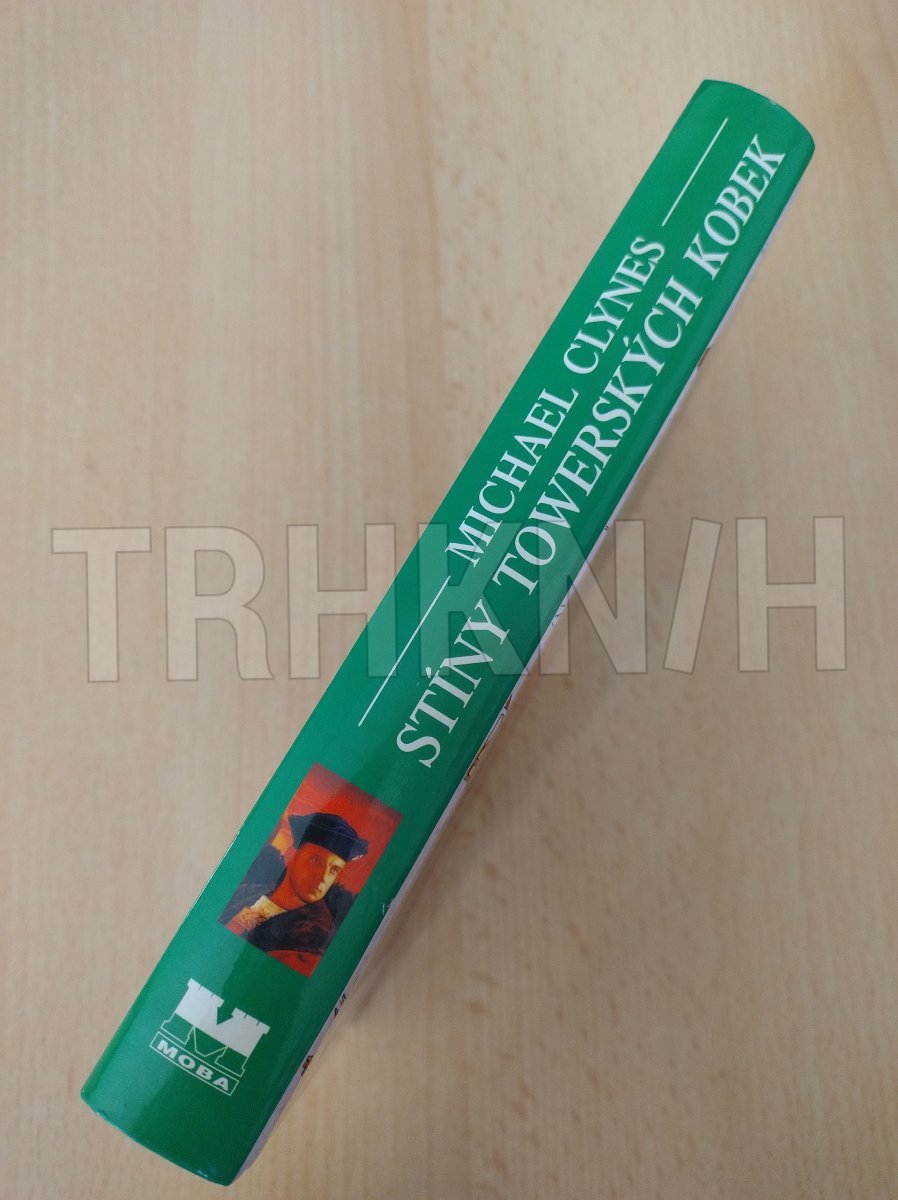 MICHAEL CLYNES
STÍNY TOWERSKÝCH KOBEK
M
MOBA
TRHKNIH